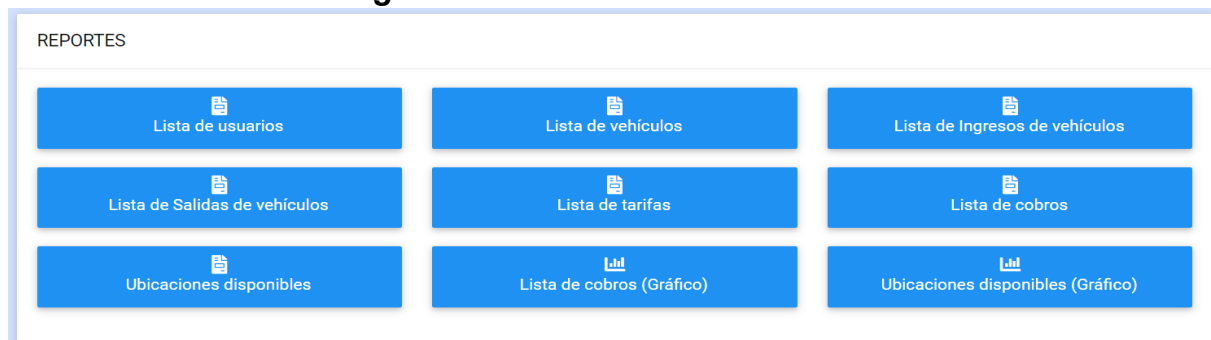 REPORTES
Lista de usuarios
Lista de vehículos
Lista de Ingresos de vehículos
Lista de Salidas de vehículos
Lista de tarifas
Lista de cobros
Ubicaciones disponibles
Lista de cobros (Gráfico)
Ubicaciones disponibles (Gráfico)